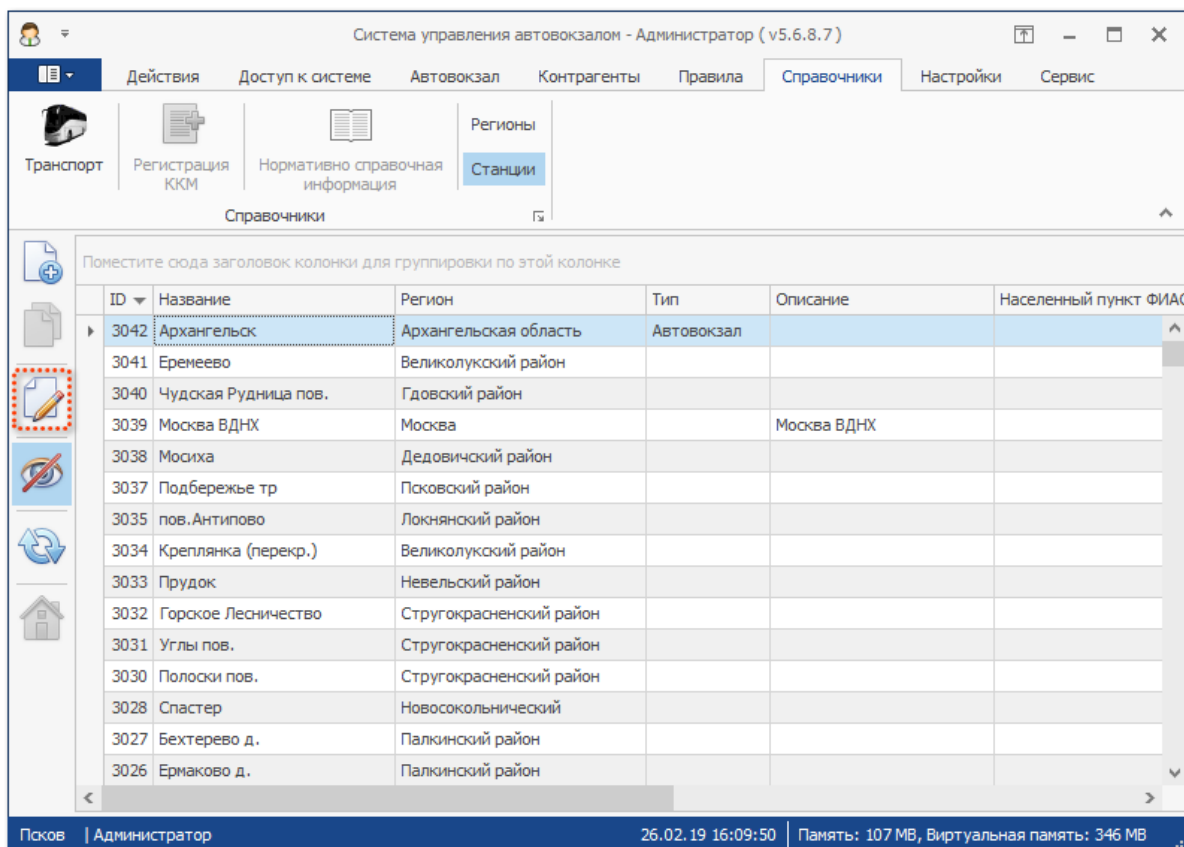 Система управления автовокзалом - Администратор ( v5.6.8.7 )
Действия Доступ к системе Автовокзал Контрагенты Правила Справочники Настройки Сервис
Транспорт
Регистрация ККМ
Нормативно справочная информация
Регионы
Станции
Справочники
Поместите сюда заголовок колонки для группировки по этой колонке
ID Название Регион Тип Описание Населенный пункт ФИАС
3042 Архангельск Архангельская область Автовокзал
3041 Еремеево Великолукский район
3040 Чудская Рудница пов. Гдовский район
3039 Москва ВДНХ Москва Москва ВДНХ
3038 Мосиха Дедовичский район
3037 Подбережье тр Псковский район
3035 пов.Антипово Локнянский район
3034 Креплянка (перекр.) Великолукский район
3033 Прудок Невельский район
3032 Горское Лесничество Стругокрасненский район
3031 Углы пов. Стругокрасненский район
3030 Полоски пов. Стругокрасненский район
3028 Спастер Новосокольнический
3027 Бехтерево д. Палкинский район
3026 Ермаково д. Палкинский район
Псков | Администратор 26.02.19 16:09:50 Память: 107 MB, Виртуальная память: 346 MB